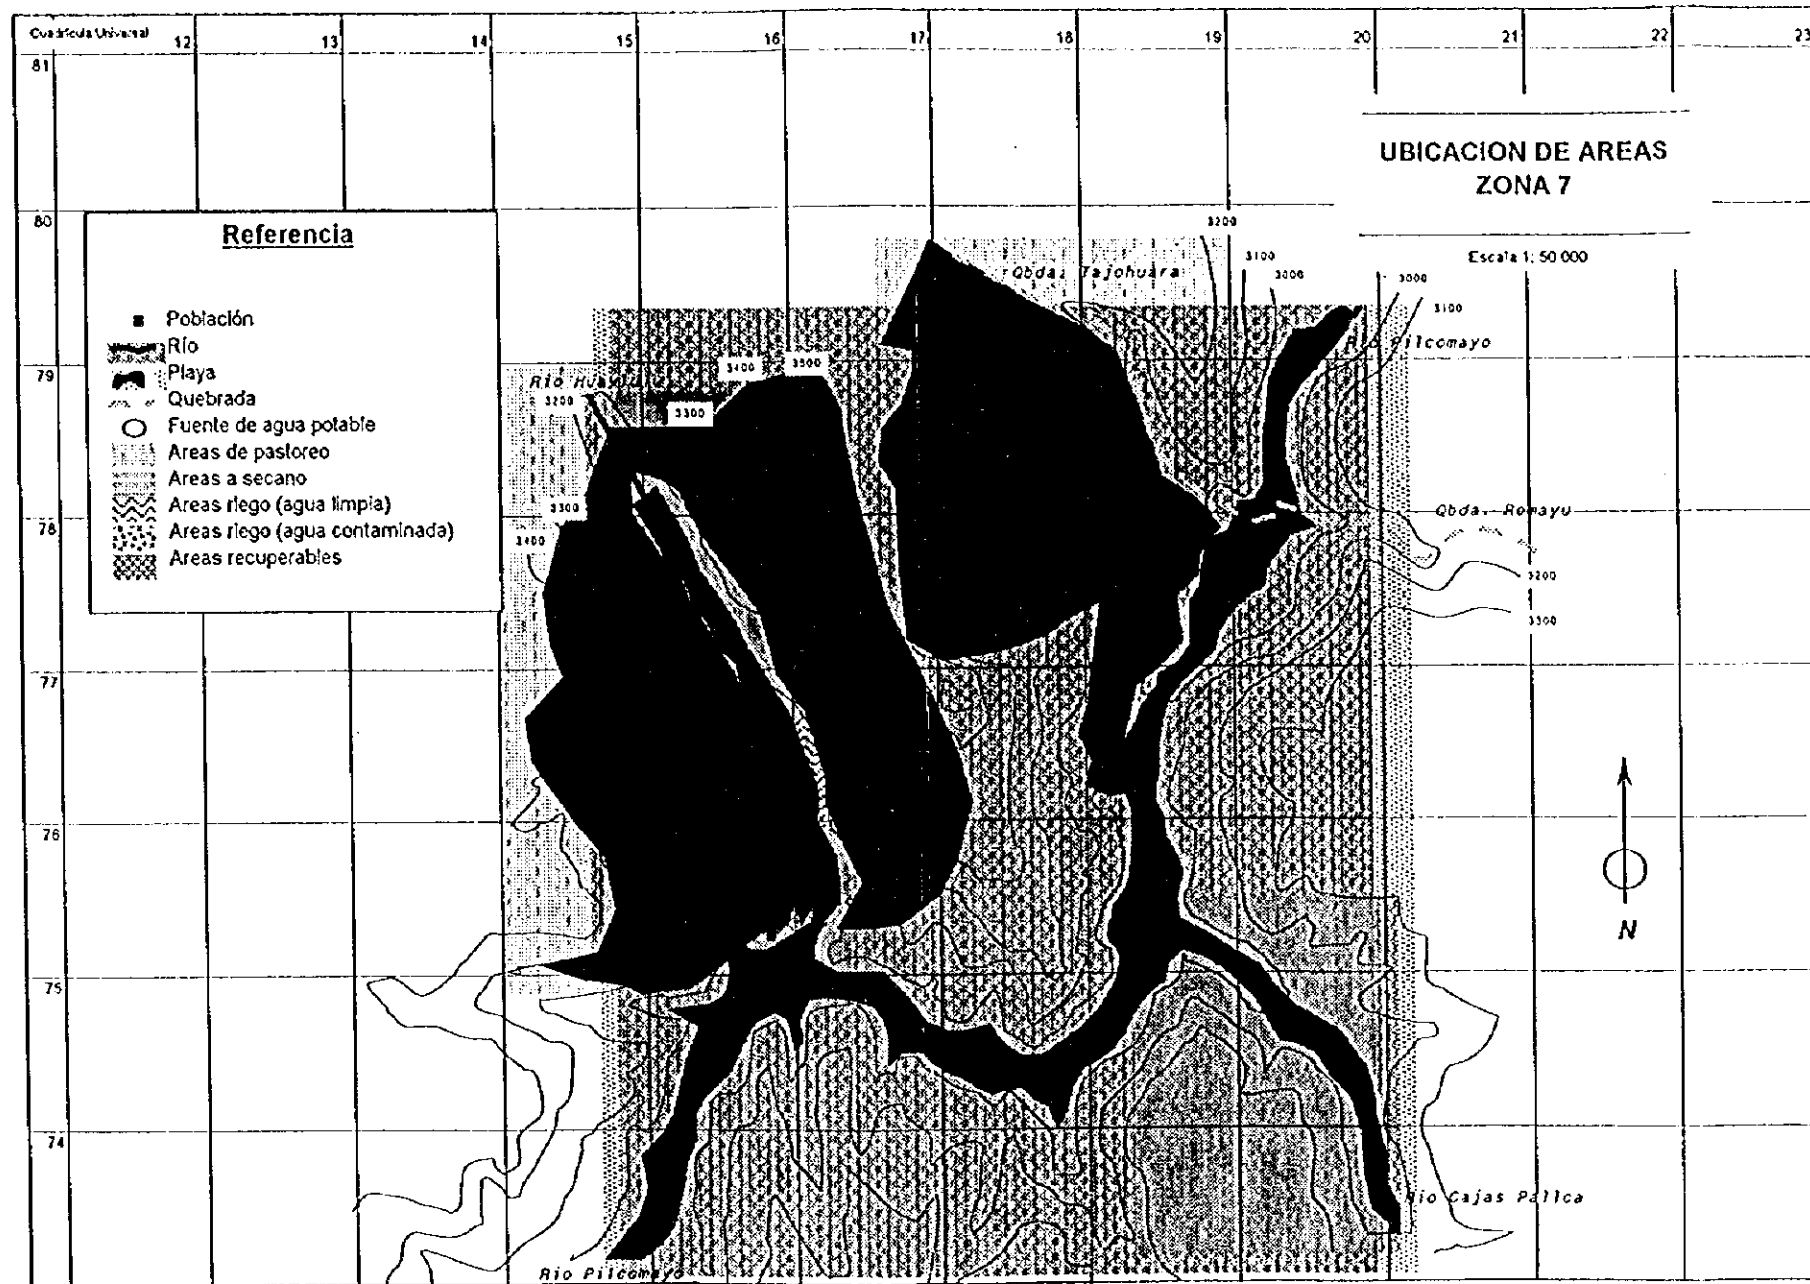 Cuadrícula Universal 12 13 14 15 16 17 18 19 20 21 22 23
81
UBICACION DE AREAS
ZONA 7
Escala 1: 50 000
80
Referencia
Población
Río
Playa
Quebrada
Fuente de agua potable
Areas de pastoreo
Areas a secano
Areas riego (agua limpia)
Areas riego (agua contaminada)
Areas recuperables
3200
3100
3000
3000
3100
Qbda. Tajohuara
Río Pilcomayo
79
3400
3500
Río
3200
3300
3300
3400
78
Qbda. Romayu
3200
3300
77
76
75
74
N
Río Cajas Pallca
Río Pilcomayo